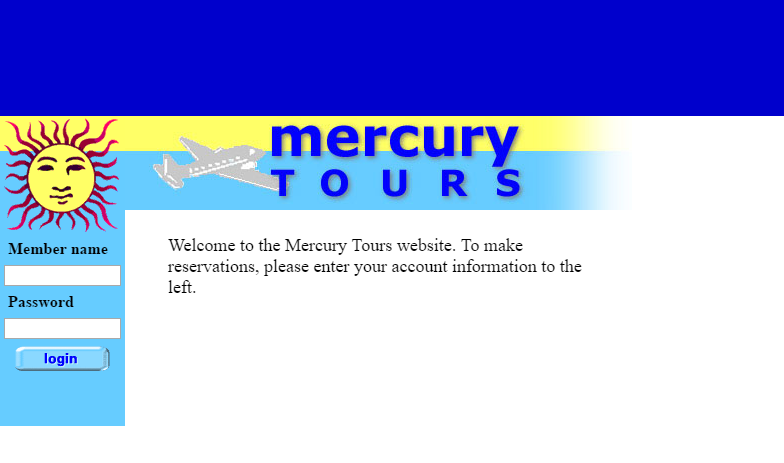 mercury
TOURS
Member name
Password
login
Welcome to the Mercury Tours website. To make
reservations, please enter your account information to the
left.